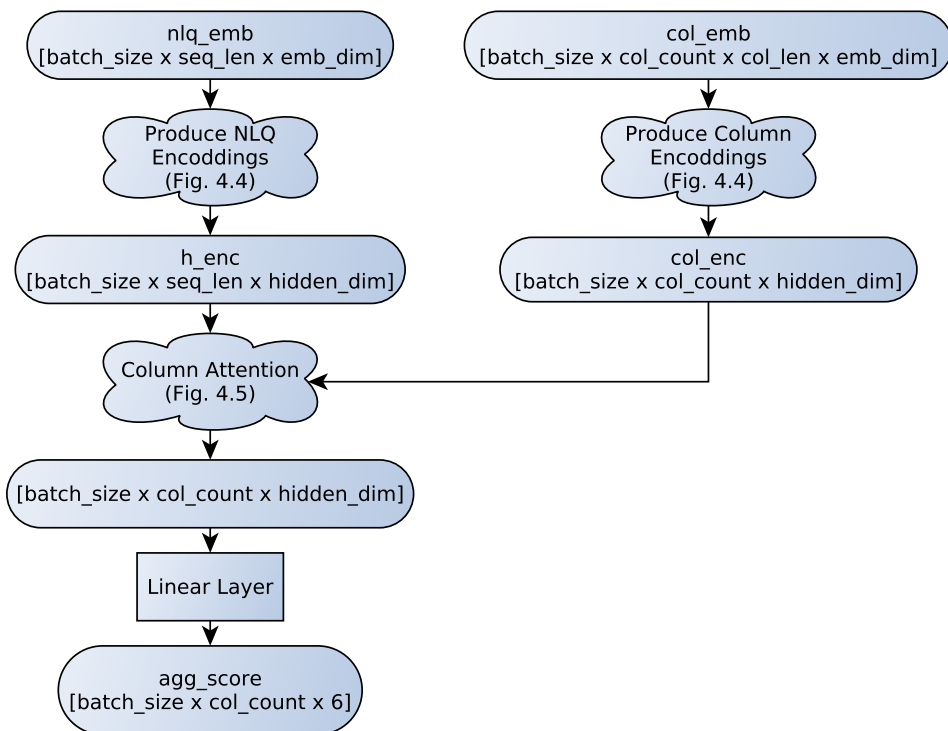 nlq_emb
[batch_size x seq_len x emb_dim]
col_emb
[batch_size x col_count x col_len x emb_dim]
Produce NLQ
Encoddings
(Fig. 4.4)
Produce Column
Encodings
(Fig. 4.4)
h_enc
[batch_size x seq_len x hidden_dim]
col_enc
[batch_size x col_count x hidden_dim]
Column Attention
(Fig. 4.5)
[batch_size x col_count x hidden_dim]
Linear Layer
agg_score
[batch_size x col_count x 6]